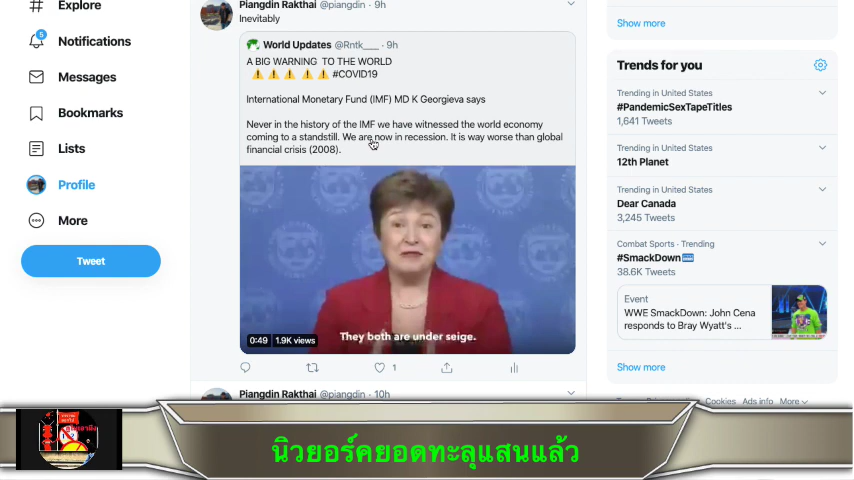 Explore
5
Notifications
Messages
Bookmarks
Lists
Profile
More
Tweet
Piangdin Rakthai @piangdin · 9h
Inevitably
World Updates @Rntk___ · 9h
A BIG WARNING TO THE WORLD
⚠️ ⚠️ ⚠️ ⚠️ ⚠️ #COVID19
International Monetary Fund (IMF) MD K Georgieva says
Never in the history of the IMF we have witnessed the world economy
coming to a standstill. We are now in recession. It is way worse than global
financial crisis (2008).
They both are under seige.
0:49 1.9K views
1
Piangdin Rakthai @piangdin · 10h
Show more
Trends for you
Trending in United States
#PandemicSexTapeTitles
1,641 Tweets
Trending in United States
12th Planet
Trending in United States
Dear Canada
3,245 Tweets
Combat Sports · Trending
#SmackDown
38.6K Tweets
Event
WWE SmackDown: John Cena
responds to Bray Wyatt's ...
Show more
Cookies Ads info More
นิวยอร์คยอดทะลุแสนแล้ว